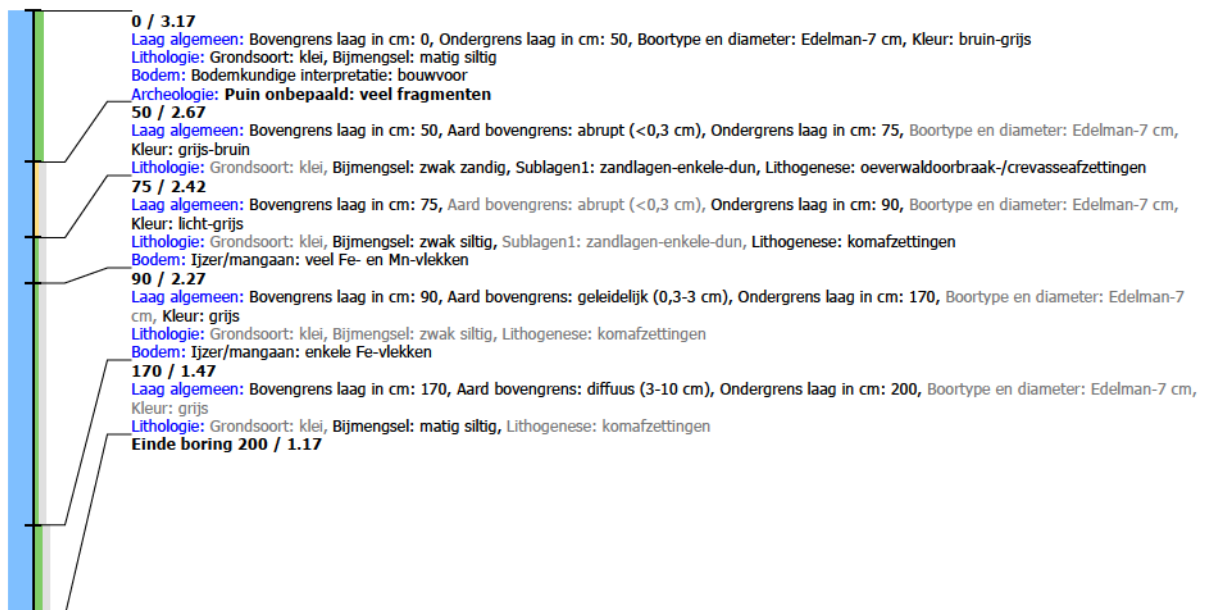 0 / 3.17
Laag algemeen: Bovengrens laag in cm: 0, Ondergrens laag in cm: 50, Boortype en diameter: Edelman-7 cm, Kleur: bruin-grijs
Lithologie: Grondsoort: klei, Bijmengsel: matig siltig
Bodem: Bodemkundige interpretatie: bouwvoor
Archeologie: Puin onbepaald: veel fragmenten
50 / 2.67
Laag algemeen: Bovengrens laag in cm: 50, Aard bovengrens: abrupt (<0,3 cm), Ondergrens laag in cm: 75, Boortype en diameter: Edelman-7 cm,
Kleur: grijs-bruin
Lithologie: Grondsoort: klei, Bijmengsel: zwak zandig, Sublagen1: zandlagen-enkele-dun, Lithogenese: oeverwaldoorbraak-/crevasseafzettingen
75 / 2.42
Laag algemeen: Bovengrens laag in cm: 75, Aard bovengrens: abrupt (<0,3 cm), Ondergrens laag in cm: 90, Boortype en diameter: Edelman-7 cm,
Kleur: licht-grijs
Lithologie: Grondsoort: klei, Bijmengsel: zwak siltig, Sublagen1: zandlagen-enkele-dun, Lithogenese: komafzettingen
Bodem: Ijzer/mangaan: veel Fe- en Mn-vlekken
90 / 2.27
Laag algemeen: Bovengrens laag in cm: 90, Aard bovengrens: geleidelijk (0,3-3 cm), Ondergrens laag in cm: 170, Boortype en diameter: Edelman-7
cm, Kleur: grijs
Lithologie: Grondsoort: klei, Bijmengsel: zwak siltig, Lithogenese: komafzettingen
Bodem: Ijzer/mangaan: enkele Fe-vlekken
170 / 1.47
Laag algemeen: Bovengrens laag in cm: 170, Aard bovengrens: diffuus (3-10 cm), Ondergrens laag in cm: 200, Boortype en diameter: Edelman-7 cm,
Kleur: grijs
Lithologie: Grondsoort: klei, Bijmengsel: matig siltig, Lithogenese: komafzettingen
Einde boring 200 / 1.17